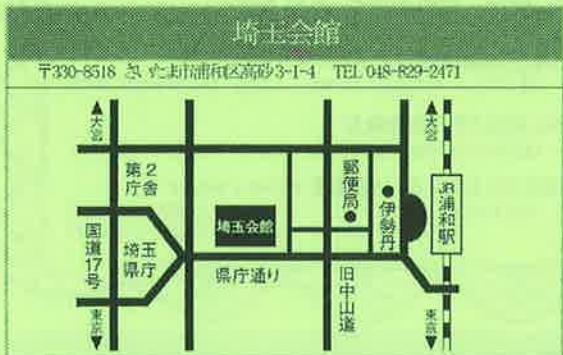 埼玉会館
〒330-8518 さいたま市浦和区高砂3-1-4 TEL 048-829-2471
大宮
大宮
第2
庁舎
郵便局
伊勢丹
JR浦和駅
埼玉会館
国道17号
埼玉
県庁
県庁通り
旧中山道
東京
東京